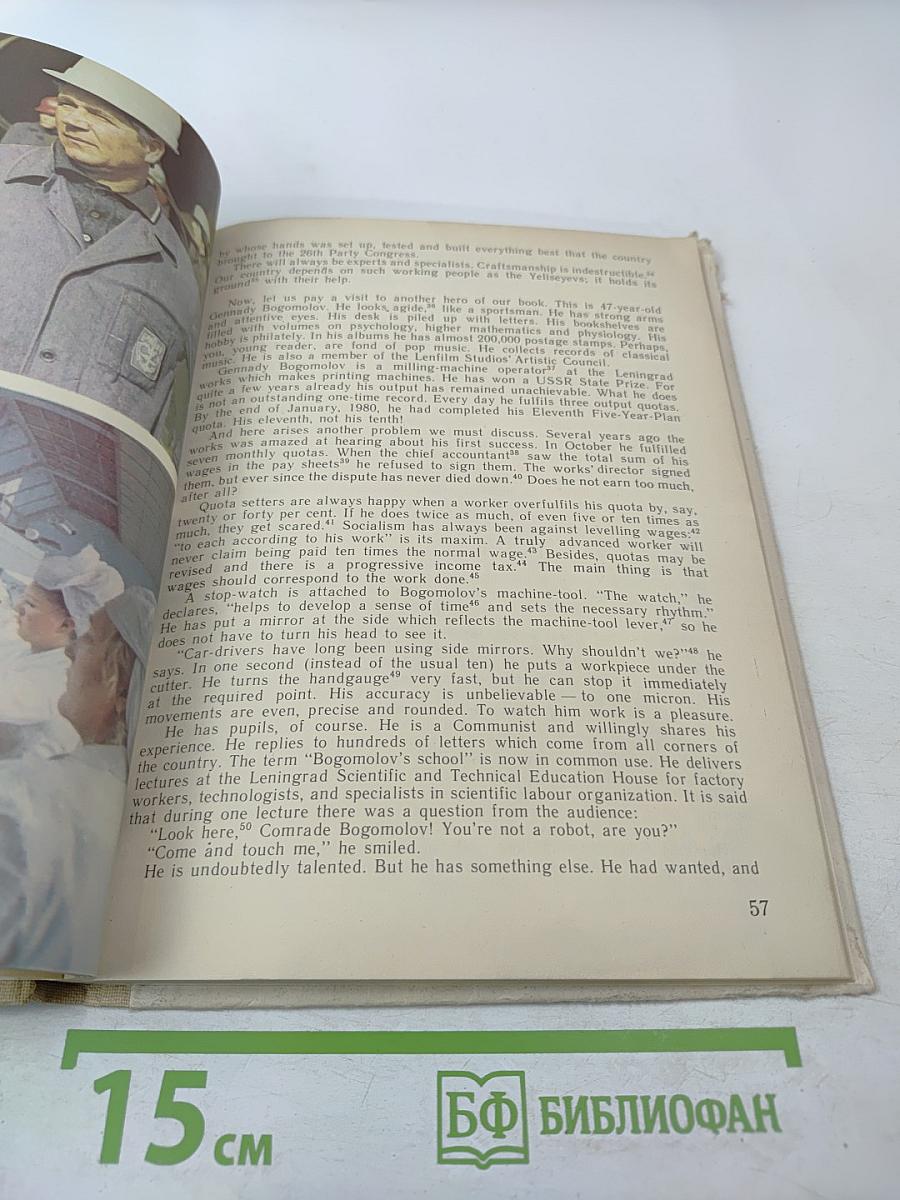 by whose hands was set up, tested and built everything best that the country
brought to the 26th Party Congress.
There will always be experts and specialists. Craftsmanship is indestructible.³⁴
Our country depends on such working people as the Yeliseyevs; it holds its
ground³⁵ with their help.
Now, let us pay a visit to another hero of our book. This is 47-year-old
Gennady Bogomolov. He looks agide,³⁶ like a sportsman. He has strong arms
and attentive eyes. His desk is piled up with letters. His bookshelves are
filled with volumes on psychology, higher mathematics and physiology. His
hobby is philately. In his albums he has almost 200,000 postage stamps. Perhaps,
you, young reader, are fond of pop music. He collects records of classical
music. He is also a member of the Lenfilm Studios' Artistic Council.
Gennady Bogomolov is a milling-machine operator³⁷ at the Leningrad
works which makes printing machines. He has won a USSR State Prize. For
quite a few years already his output has remained unachievable. What he does
is not an outstanding one-time record. Every day he fulfils three output quotas.
By the end of January, 1980, he had completed his Eleventh Five-Year-Plan
quota. His eleventh, not his tenth!
And here arises another problem we must discuss. Several years ago the
works was amazed at hearing about his first success. In October he fulfilled
seven monthly quotas. When the chief accountant³⁸ saw the total sum of his
wages in the pay sheets³⁹ he refused to sign them. The works' director signed
them, but ever since the dispute has never died down.⁴⁰ Does he not earn too much,
after all?
Quota setters are always happy when a worker overfulfils his quota by, say,
twenty or forty per cent. If he does twice as much, of even five or ten times as
much, they get scared.⁴¹ Socialism has always been against levelling wages:⁴²
"to each according to his work" is its maxim. A truly advanced worker will
never claim being paid ten times the normal wage.⁴³ Besides, quotas may be
revised and there is a progressive income tax.⁴⁴ The main thing is that
wages should correspond to the work done.⁴⁵
A stop-watch is attached to Bogomolov's machine-tool. "The watch," he
declares, "helps to develop a sense of time⁴⁶ and sets the necessary rhythm."
He has put a mirror at the side which reflects the machine-tool lever,⁴⁷ so he
does not have to turn his head to see it.
"Car-drivers have long been using side mirrors. Why shouldn't we?"⁴⁸ he
says. In one second (instead of the usual ten) he puts a workpiece under the
cutter. He turns the handgauge⁴⁹ very fast, but he can stop it immediately
at the required point. His accuracy is unbelievable — to one micron. His
movements are even, precise and rounded. To watch him work is a pleasure.
He has pupils, of course. He is a Communist and willingly shares his
experience. He replies to hundreds of letters which come from all corners of
the country. The term "Bogomolov's school" is now in common use. He delivers
lectures at the Leningrad Scientific and Technical Education House for factory
workers, technologists, and specialists in scientific labour organization. It is said
that during one lecture there was a question from the audience:
"Look here,⁵⁰ Comrade Bogomolov! You're not a robot, are you?"
"Come and touch me," he smiled.
He is undoubtedly talented. But he has something else. He had wanted, and
57
15 см
БФ БИБЛИОФАН